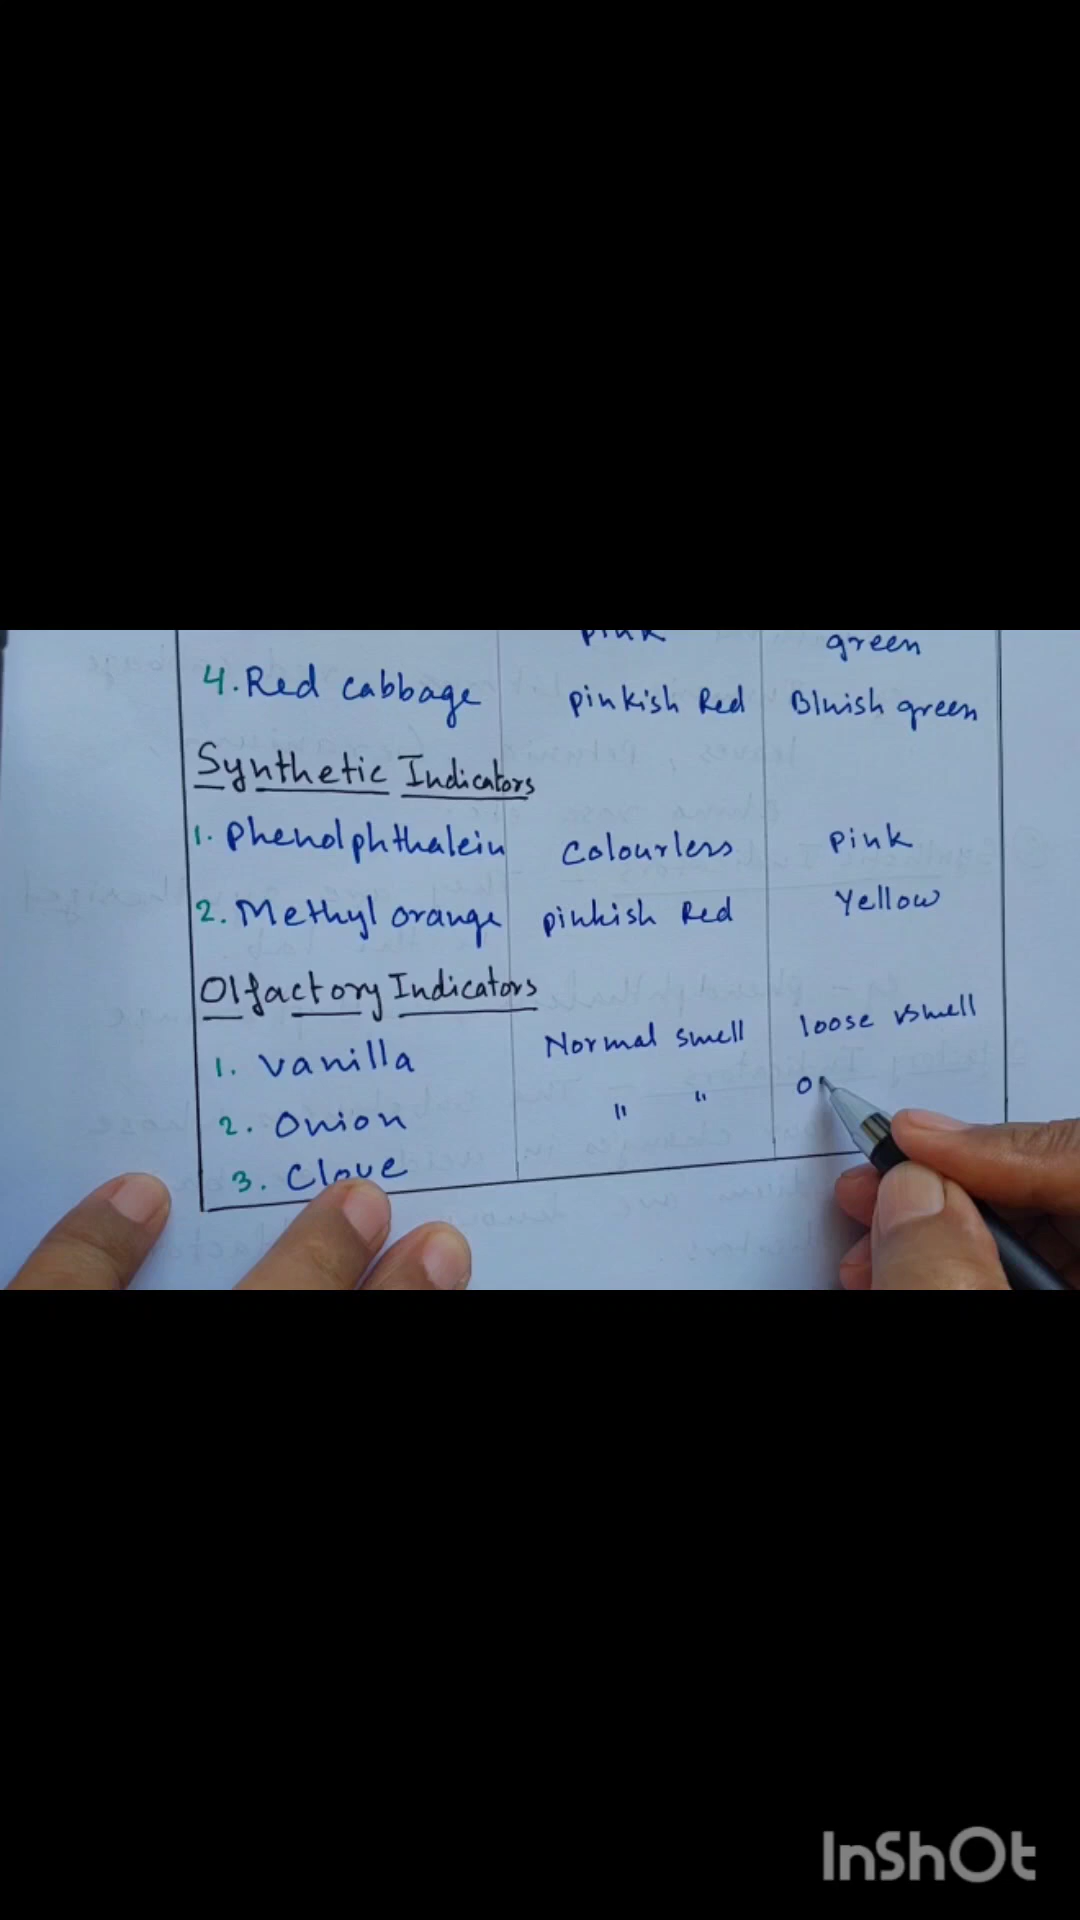 pink green
4. Red cabbage pinkish Red Bluish green
Synthetic Indicators
1. Phenolphthalein Colourless Pink
2. Methyl orange pinkish Red Yellow
Olfactory Indicators
1. Vanilla Normal smell loose smell
2. Onion " "
3. Clove
InShOt